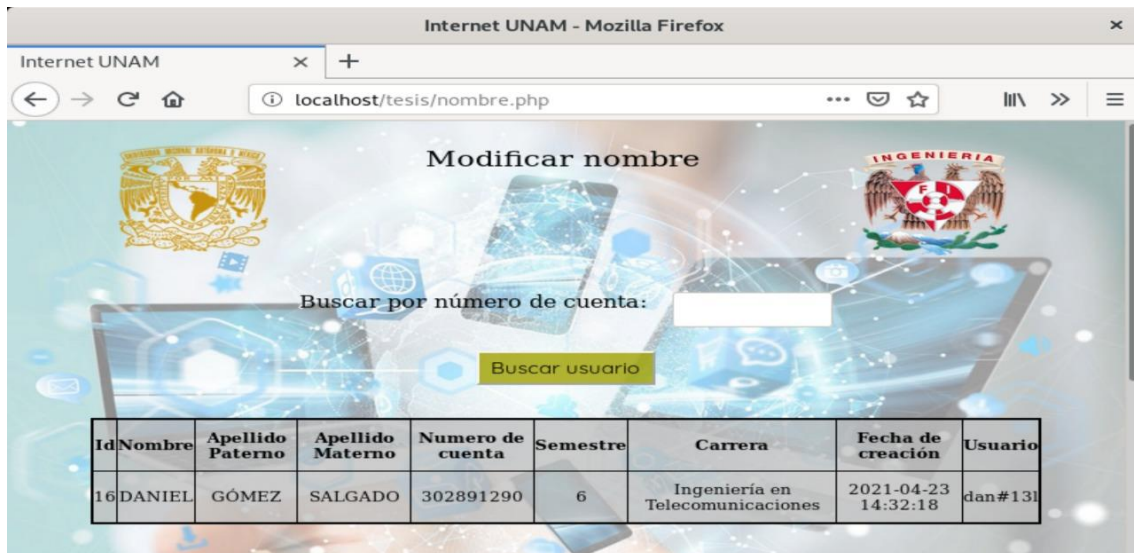 Internet UNAM - Mozilla Firefox
Internet UNAM
localhost/tesis/nombre.php
Modificar nombre
INGENIERIA
F I
Buscar por número de cuenta:
Buscar usuario
Id Nombre Apellido Paterno Apellido Materno Numero de cuenta Semestre Carrera Fecha de creación Usuario
16 DANIEL GÓMEZ SALGADO 302891290 6 Ingeniería en Telecomunicaciones 2021-04-23 14:32:18 dan#13l